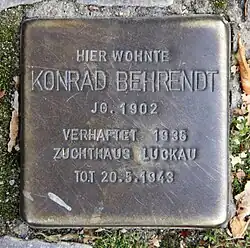 HIER WOHNTE
KONRAD BEHRENDT
JG. 1902
VERHAFTET 1936
ZUCHTHAUS LUCKAU
TOT 20.5.1943